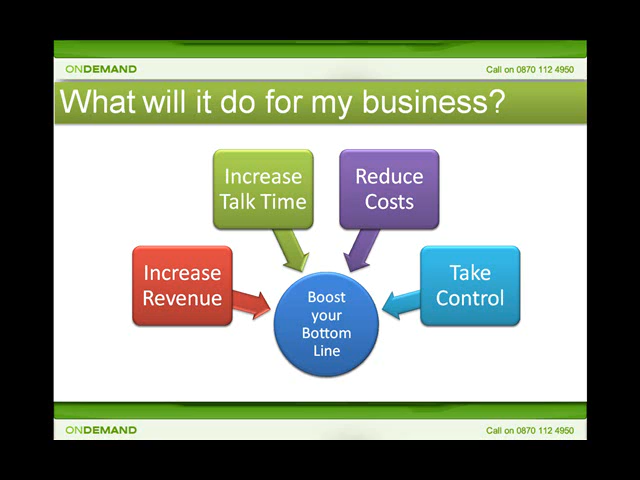 ONDEMAND
Call on 0870 112 4950
What will it do for my business?
Increase
Talk Time
Reduce
Costs
Increase
Revenue
Take
Control
Boost
your
Bottom
Line
ONDEMAND
Call on 0870 112 4950